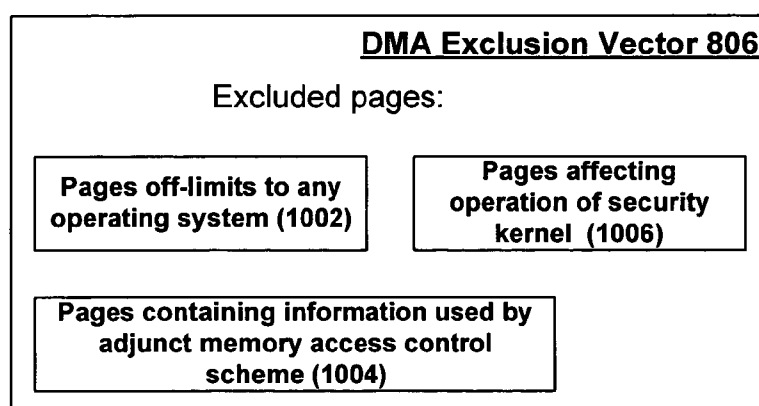 DMA Exclusion Vector 806
Excluded pages:
Pages off-limits to any
operating system (1002)
Pages affecting
operation of security
kernel (1006)
Pages containing information used by
adjunct memory access control
scheme (1004)